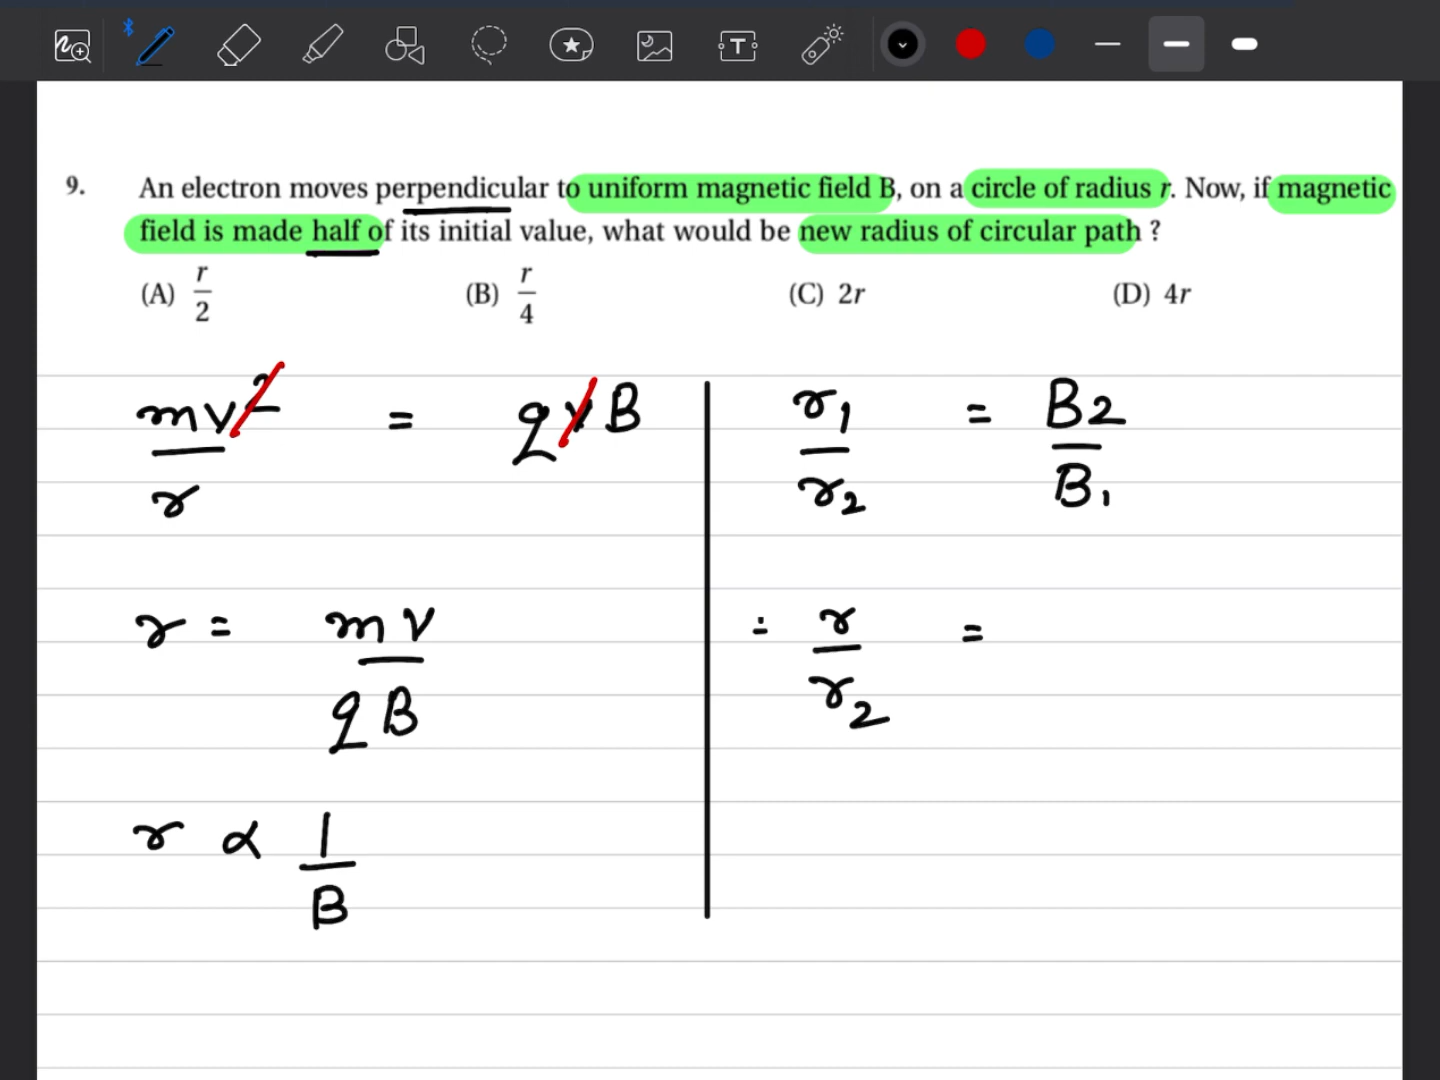 9. An electron moves perpendicular to uniform magnetic field B, on a circle of radius r. Now, if magnetic
field is made half of its initial value, what would be new radius of circular path ?
(A) r/2 (B) r/4 (C) 2r (D) 4r
mv²/r = qvB
r = mv/qB
r ∝ 1/B
r1/r2 = B2/B1
∴ r/r2 =